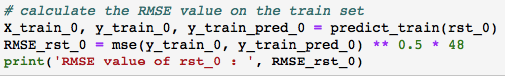 # calculate the RMSE value on the train set
X_train_0, y_train_0, y_train_pred_0 = predict_train(rst_0)
RMSE_rst_0 = mse(y_train_0, y_train_pred_0) ** 0.5 * 48
print('RMSE value of rst_0 : ', RMSE_rst_0)